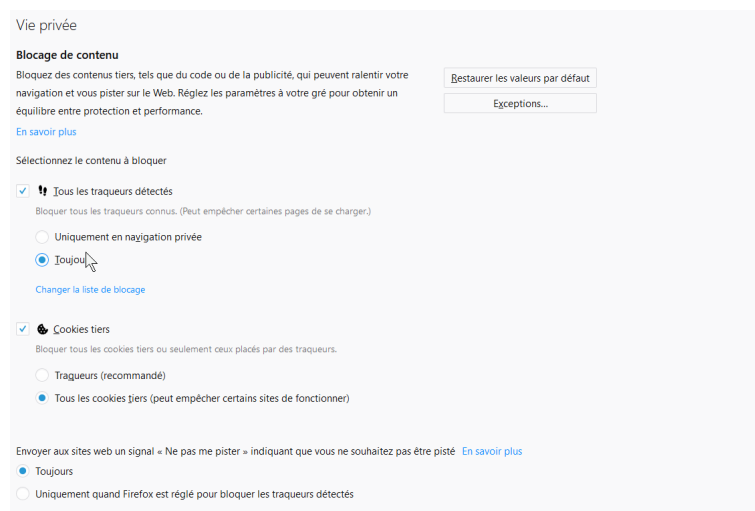 Vie privée
Blocage de contenu
Bloquez des contenus tiers, tels que du code ou de la publicité, qui peuvent ralentir votre
navigation et vous pister sur le Web. Réglez les paramètres à votre gré pour obtenir un
équilibre entre protection et performance.
En savoir plus
Restaurer les valeurs par défaut
Exceptions…
Sélectionnez le contenu à bloquer
Tous les traqueurs détectés
Bloquer tous les traqueurs connus. (Peut empêcher certaines pages de se charger.)
Uniquement en navigation privée
Changer la liste de blocage
Cookies tiers
Bloquer tous les cookies tiers ou seulement ceux placés par des traqueurs.
Traqueurs (recommandé)
Tous les cookies tiers (peut empêcher certains sites de fonctionner)
Envoyer aux sites web un signal « Ne pas me pister » indiquant que vous ne souhaitez pas être pisté En savoir plus
Toujours
Uniquement quand Firefox est réglé pour bloquer les traqueurs détectés